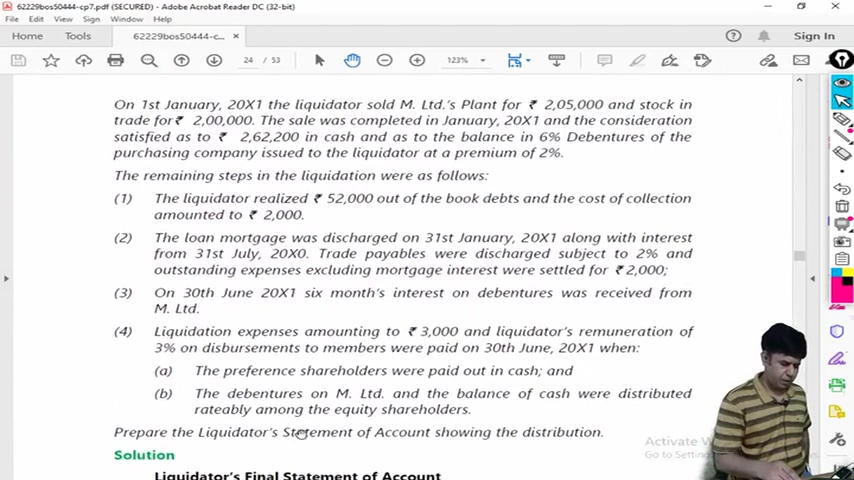 62229bos50444-cp7.pdf (SECURED) - Adobe Acrobat Reader DC (32-bit)
File Edit View Sign Window Help
Home Tools 62229bos50444-c... × Sign In
24 / 53 123%
On 1st January, 20X1 the liquidator sold M. Ltd.'s Plant for ₹ 2,05,000 and stock in
trade for₹ 2,00,000. The sale was completed in January, 20X1 and the consideration
satisfied as to ₹ 2,62,200 in cash and as to the balance in 6% Debentures of the
purchasing company issued to the liquidator at a premium of 2%.
The remaining steps in the liquidation were as follows:
(1) The liquidator realized ₹ 52,000 out of the book debts and the cost of collection
amounted to ₹ 2,000.
(2) The loan mortgage was discharged on 31st January, 20X1 along with interest
from 31st July, 20X0. Trade payables were discharged subject to 2% and
outstanding expenses excluding mortgage interest were settled for ₹ 2,000;
(3) On 30th June 20X1 six month's interest on debentures was received from
M. Ltd.
(4) Liquidation expenses amounting to ₹ 3,000 and liquidator's remuneration of
3% on disbursements to members were paid on 30th June, 20X1 when:
(a) The preference shareholders were paid out in cash; and
(b) The debentures on M. Ltd. and the balance of cash were distributed
rateably among the equity shareholders.
Prepare the Liquidator's Statement of Account showing the distribution.
Activate W
Go to Setting
Solution
Liquidator's Final Statement of Account